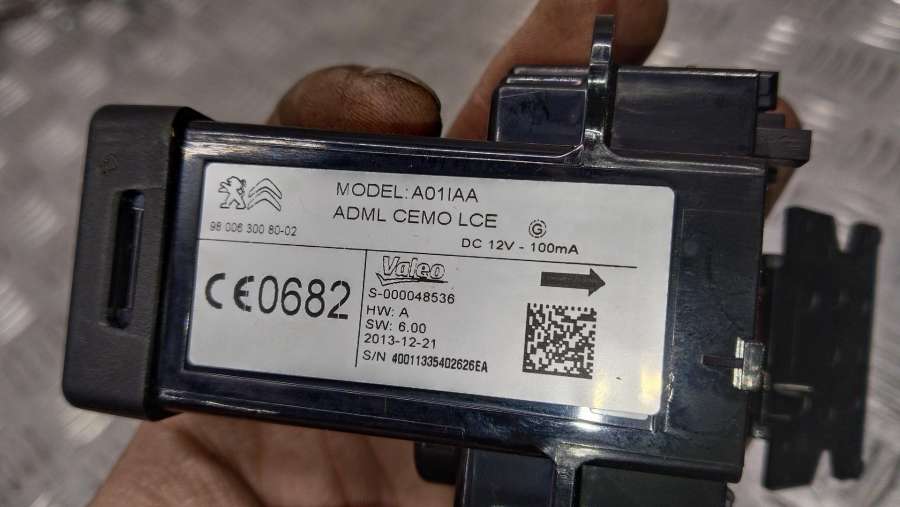 MODEL: A01IAA
ADML CEMO LCE
G
98 006 300 80-02
DC 12V - 100mA
CE0682
Valeo
S-000048536
HW: A
SW: 6.00
2013-12-21
S/N 40011335402626EA